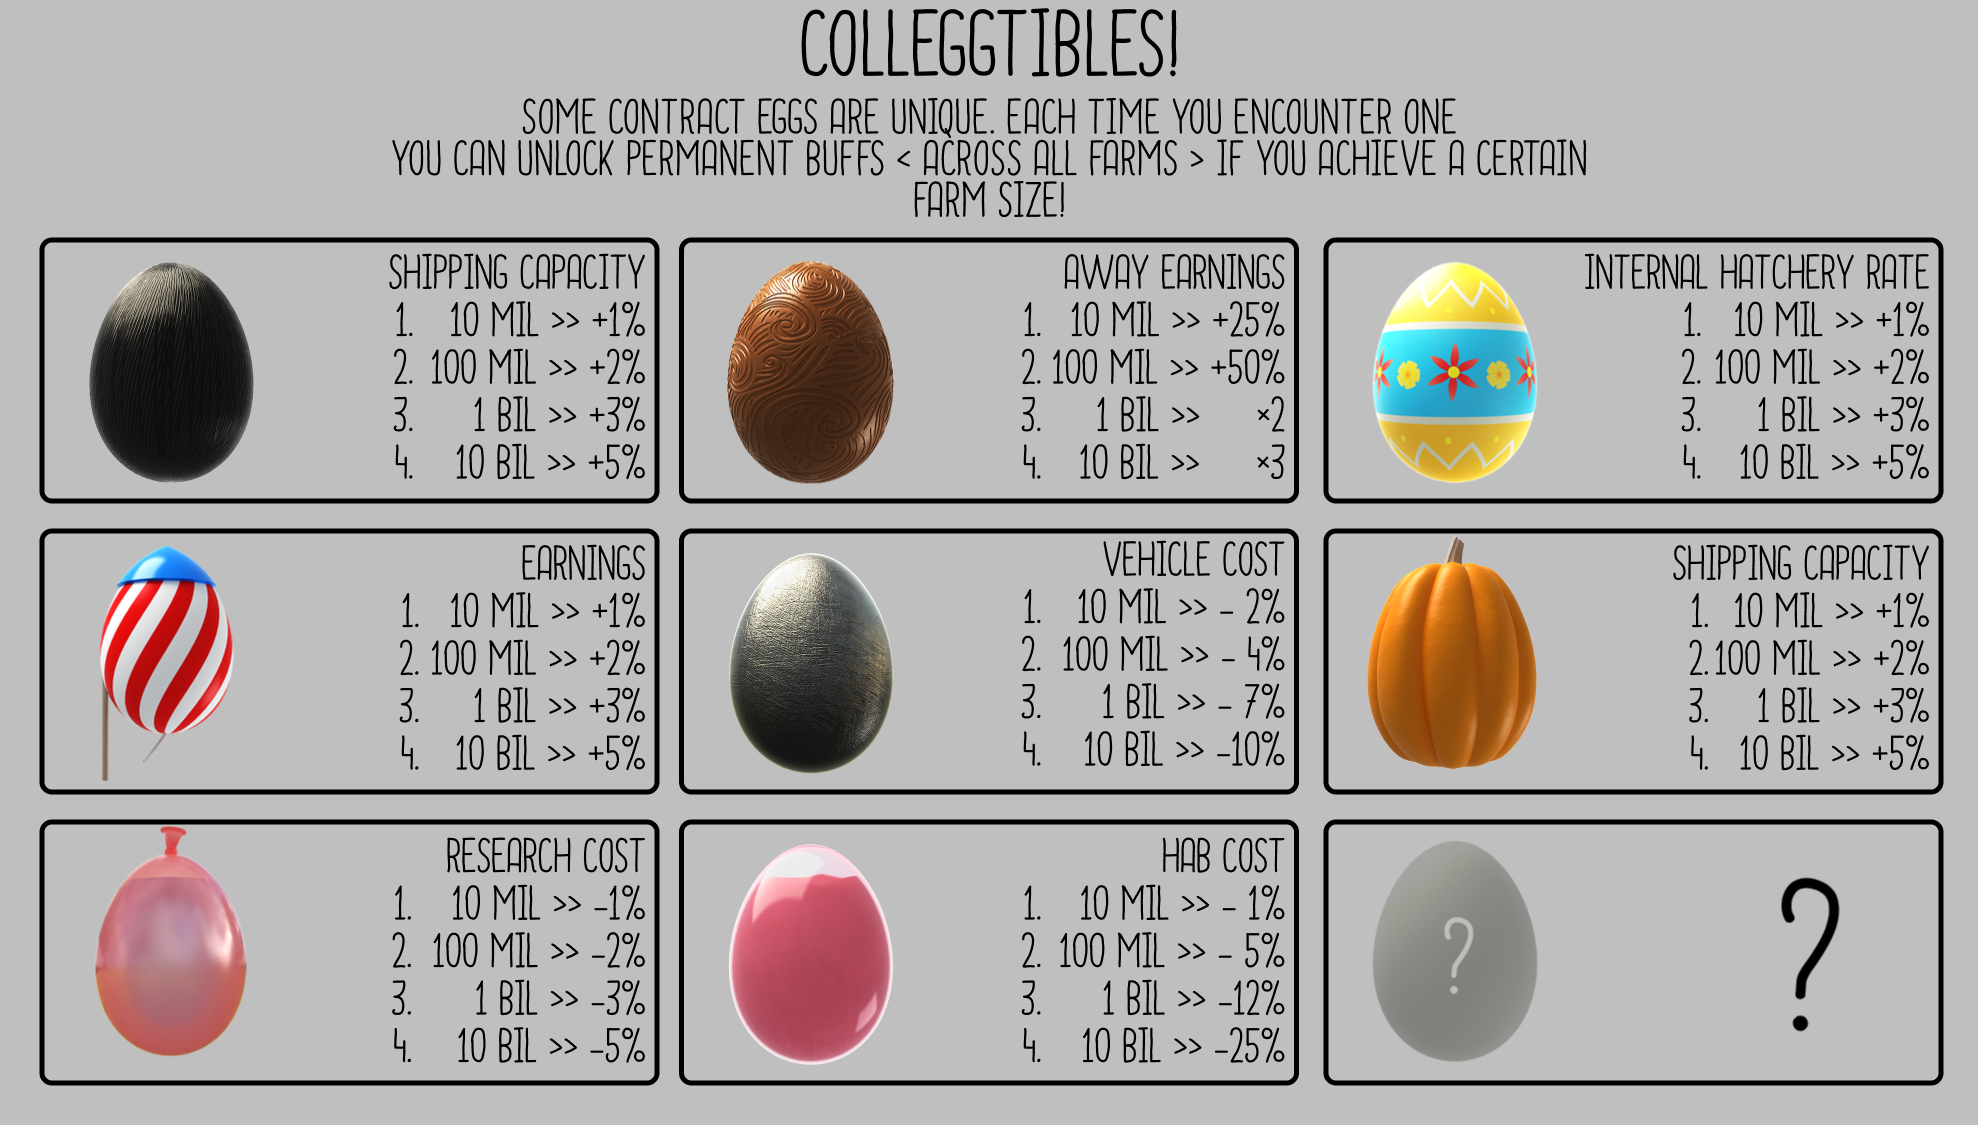 COLLEGGTIBLES!
SOME CONTRACT EGGS ARE UNIQUE. EACH TIME YOU ENCOUNTER ONE
YOU CAN UNLOCK PERMANENT BUFFS < ACROSS ALL FARMS > IF YOU ACHIEVE A CERTAIN
FARM SIZE!
SHIPPING CAPACITY
1. 10 MIL >> +1%
2. 100 MIL >> +2%
3. 1 BIL >> +3%
4. 10 BIL >> +5%
AWAY EARNINGS
1. 10 MIL >> +25%
2. 100 MIL >> +50%
3. 1 BIL >> ×2
4. 10 BIL >> ×3
INTERNAL HATCHERY RATE
1. 10 MIL >> +1%
2. 100 MIL >> +2%
3. 1 BIL >> +3%
4. 10 BIL >> +5%
EARNINGS
1. 10 MIL >> +1%
2. 100 MIL >> +2%
3. 1 BIL >> +3%
4. 10 BIL >> +5%
VEHICLE COST
1. 10 MIL >> - 2%
2. 100 MIL >> - 4%
3. 1 BIL >> - 7%
4. 10 BIL >> -10%
SHIPPING CAPACITY
1. 10 MIL >> +1%
2. 100 MIL >> +2%
3. 1 BIL >> +3%
4. 10 BIL >> +5%
RESEARCH COST
1. 10 MIL >> -1%
2. 100 MIL >> -2%
3. 1 BIL >> -3%
4. 10 BIL >> -5%
HAB COST
1. 10 MIL >> - 1%
2. 100 MIL >> - 5%
3. 1 BIL >> -12%
4. 10 BIL >> -25%
?
?